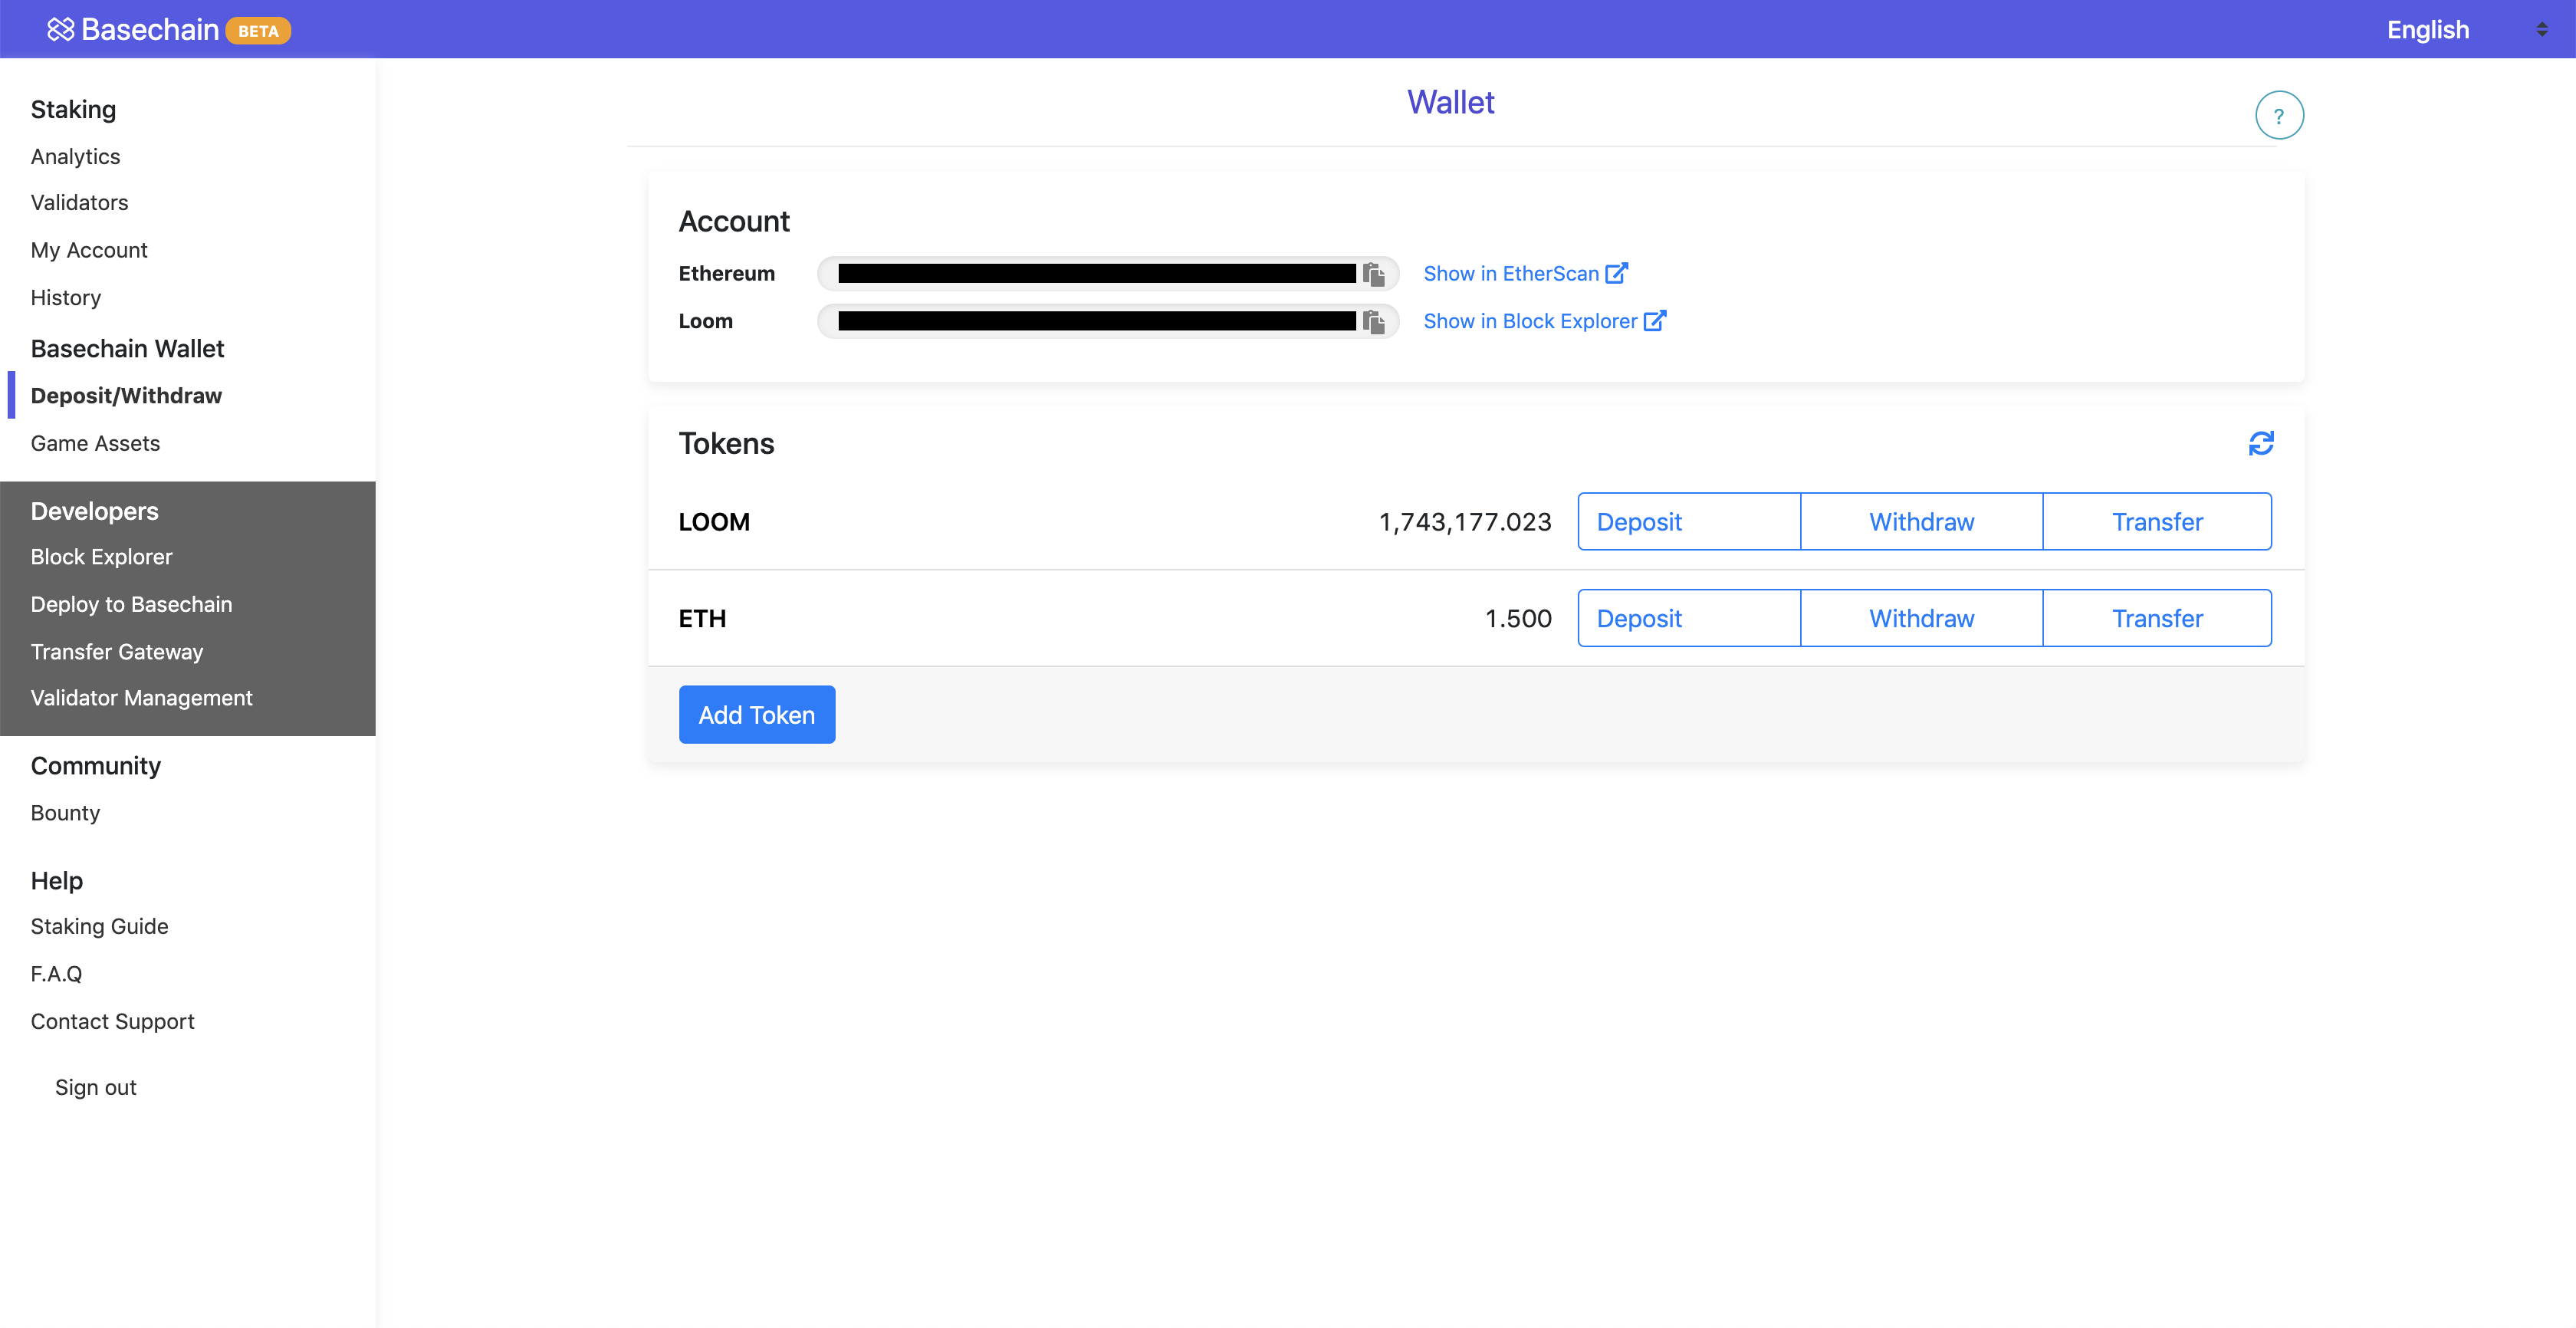 Basechain BETA
English
Staking
Analytics
Validators
My Account
History
Basechain Wallet
Deposit/Withdraw
Game Assets
Developers
Block Explorer
Deploy to Basechain
Transfer Gateway
Validator Management
Community
Bounty
Help
Staking Guide
F.A.Q
Contact Support
Sign out
Wallet
?
Account
Ethereum Show in EtherScan
Loom Show in Block Explorer
Tokens
LOOM 1,743,177.023 Deposit Withdraw Transfer
ETH 1.500 Deposit Withdraw Transfer
Add Token